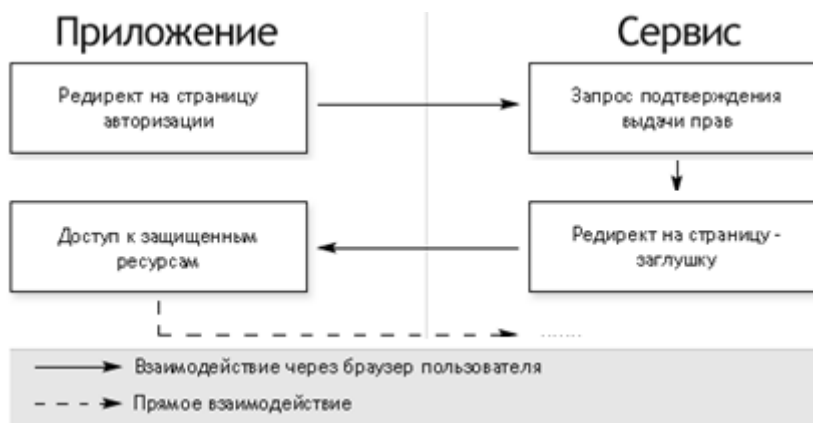 Приложение
Сервис
Редирект на страницу
авторизации
Запрос подтверждения
выдачи прав
Доступ к защищенным
ресурсам
Редирект на страницу -
заглушку
.......
Взаимодействие через браузер пользователя
Прямое взаимодействие